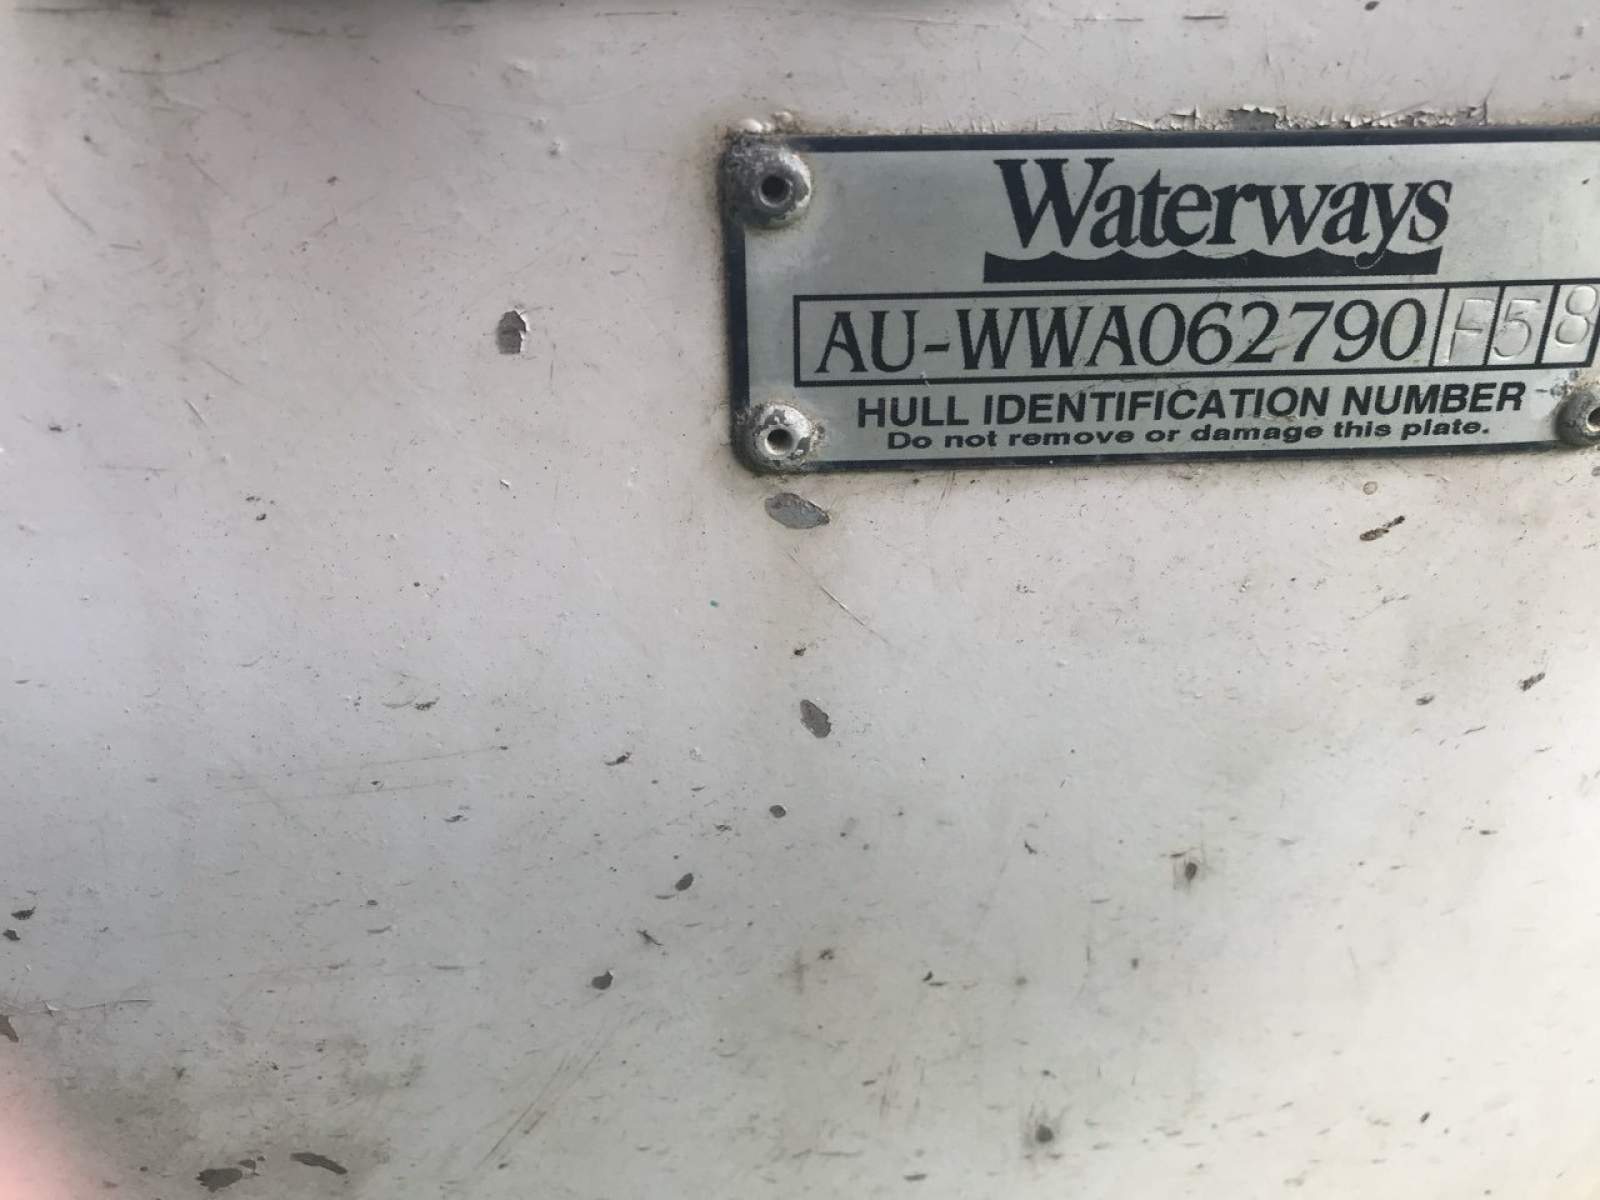 Waterways
AU-WWA062790F58
HULL IDENTIFICATION NUMBER
Do not remove or damage this plate.